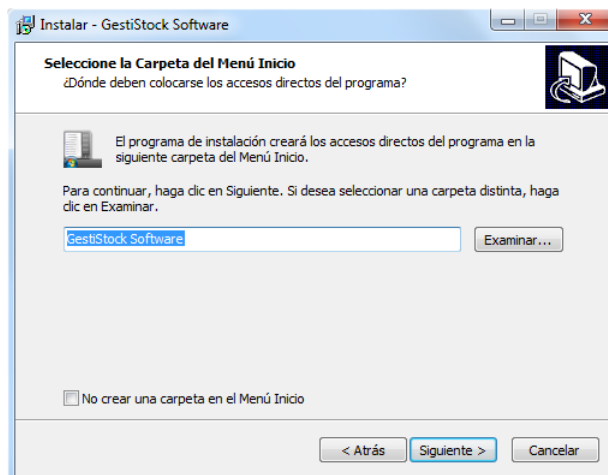 Instalar - GestiStock Software
Seleccione la Carpeta del Menú Inicio
¿Dónde deben colocarse los accesos directos del programa?
El programa de instalación creará los accesos directos del programa en la
siguiente carpeta del Menú Inicio.
Para continuar, haga clic en Siguiente. Si desea seleccionar una carpeta distinta, haga
clic en Examinar.
GestiStock Software
Examinar...
No crear una carpeta en el Menú Inicio
< Atrás
Siguiente >
Cancelar